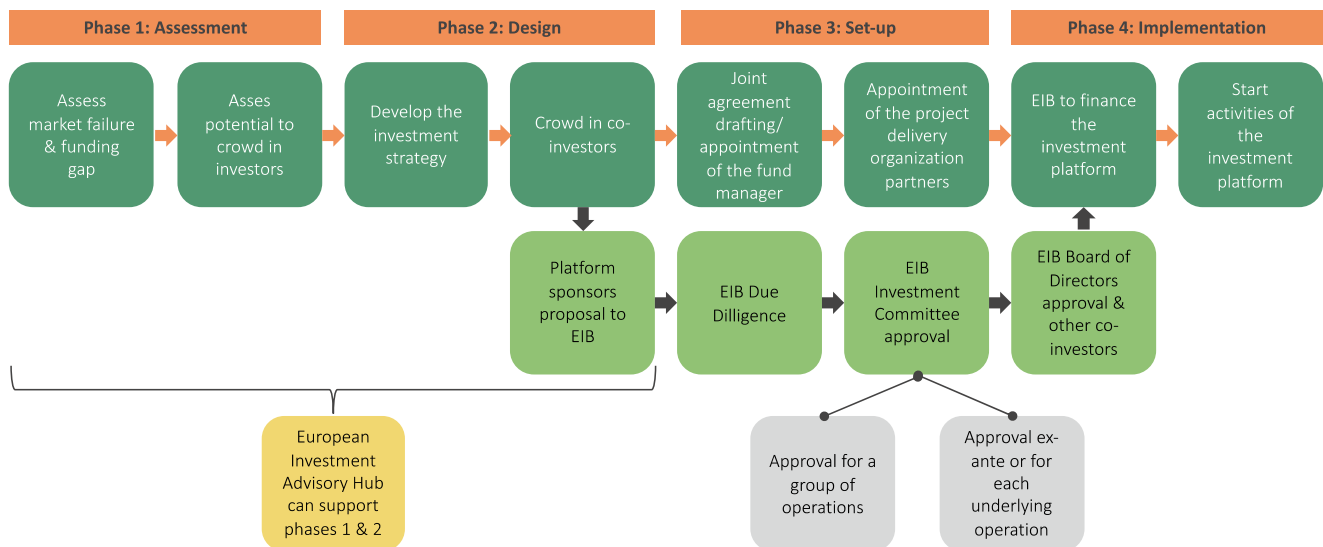 Phase 1: Assessment
Phase 2: Design
Phase 3: Set-up
Phase 4: Implementation
Assess
market failure
& funding
gap
Asses
potential to
crowd in
investors
Develop the
investment
strategy
Crowd in co-
investors
Joint
agreement
drafting/
appointment
of the fund
manager
Appointment
of the project
delivery
organization
partners
EIB to finance
the
investment
platform
Start
activities of
the
investment
platform
Platform
sponsors
proposal to
EIB
EIB Due
Dilligence
EIB
Investment
Committee
approval
EIB Board of
Directors
approval &
other co-
investors
European
Investment
Advisory Hub
can support
phases 1 & 2
Approval for a
group of
operations
Approval ex-
ante or for
each
underlying
operation